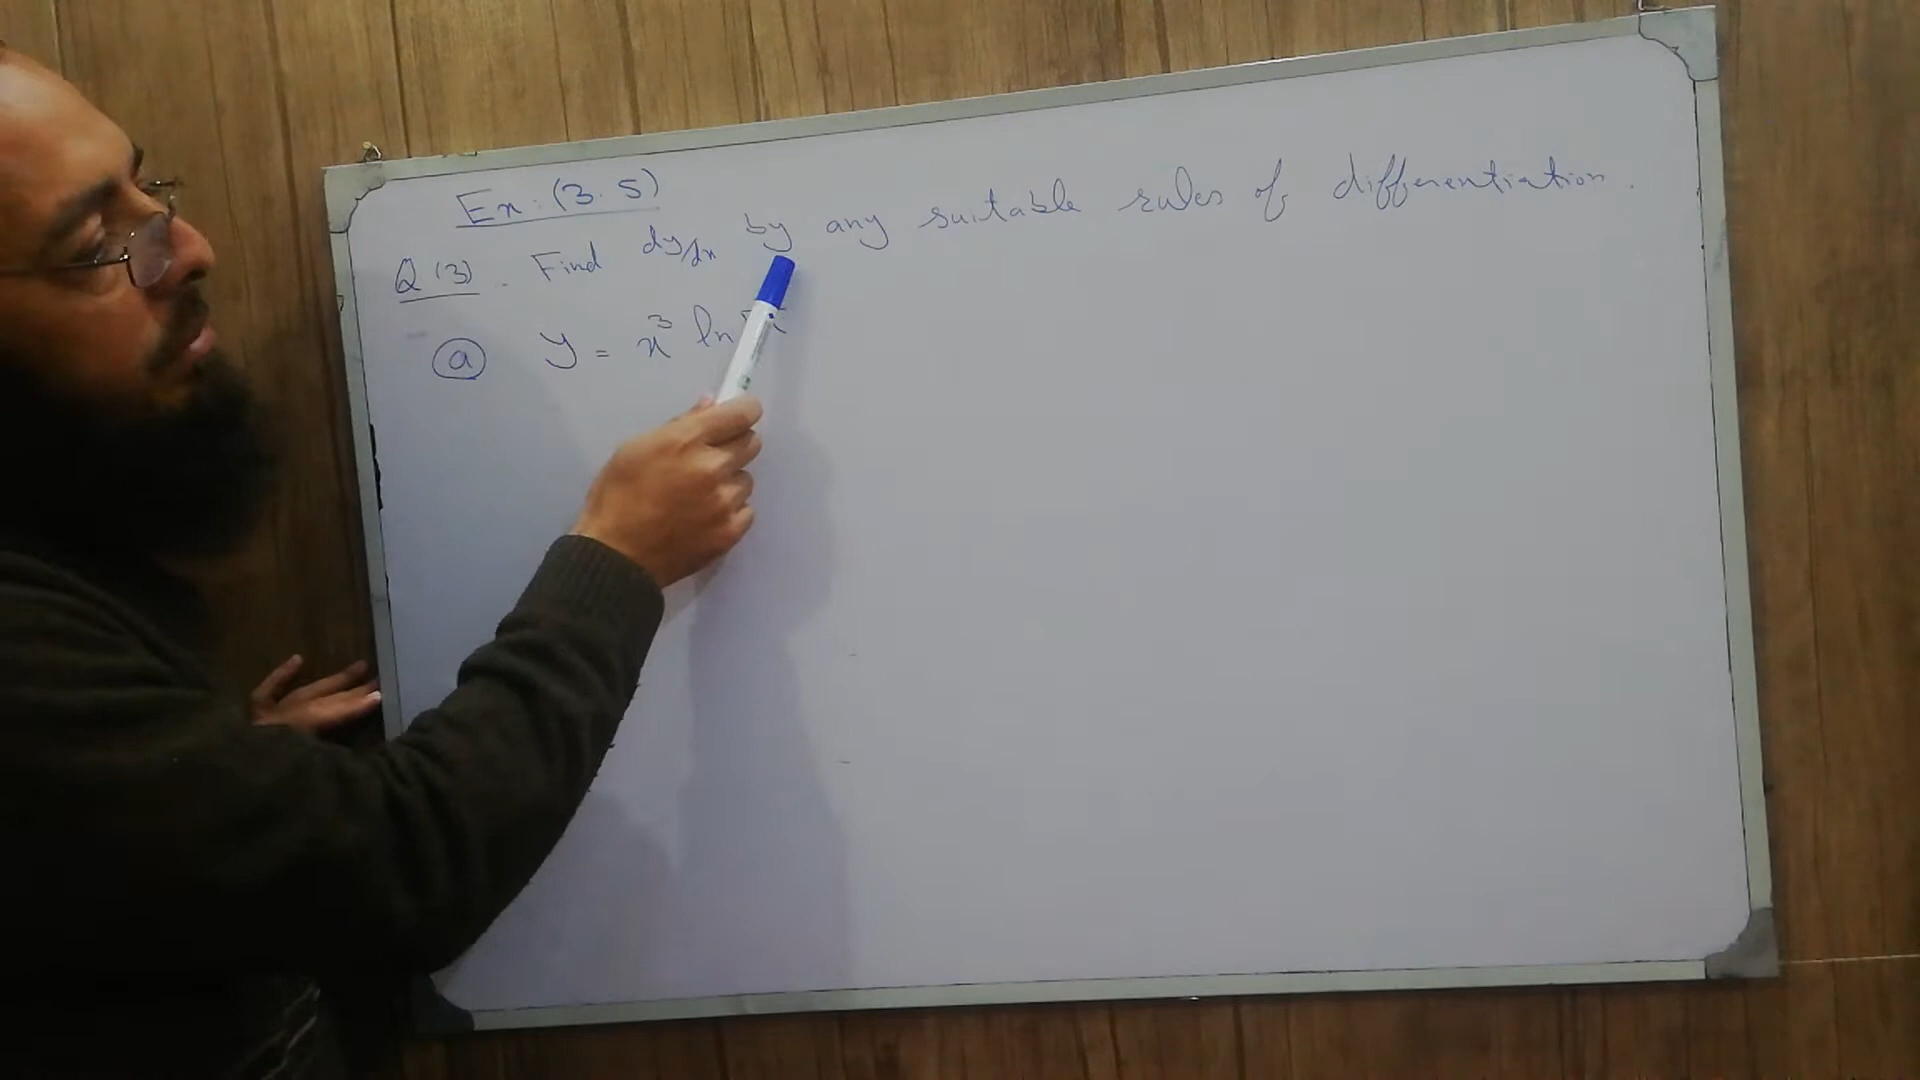 Ex: (3.5)
Q(3). Find dy/dx by any suitable rules of differentiation.
(a) y = x³ ln